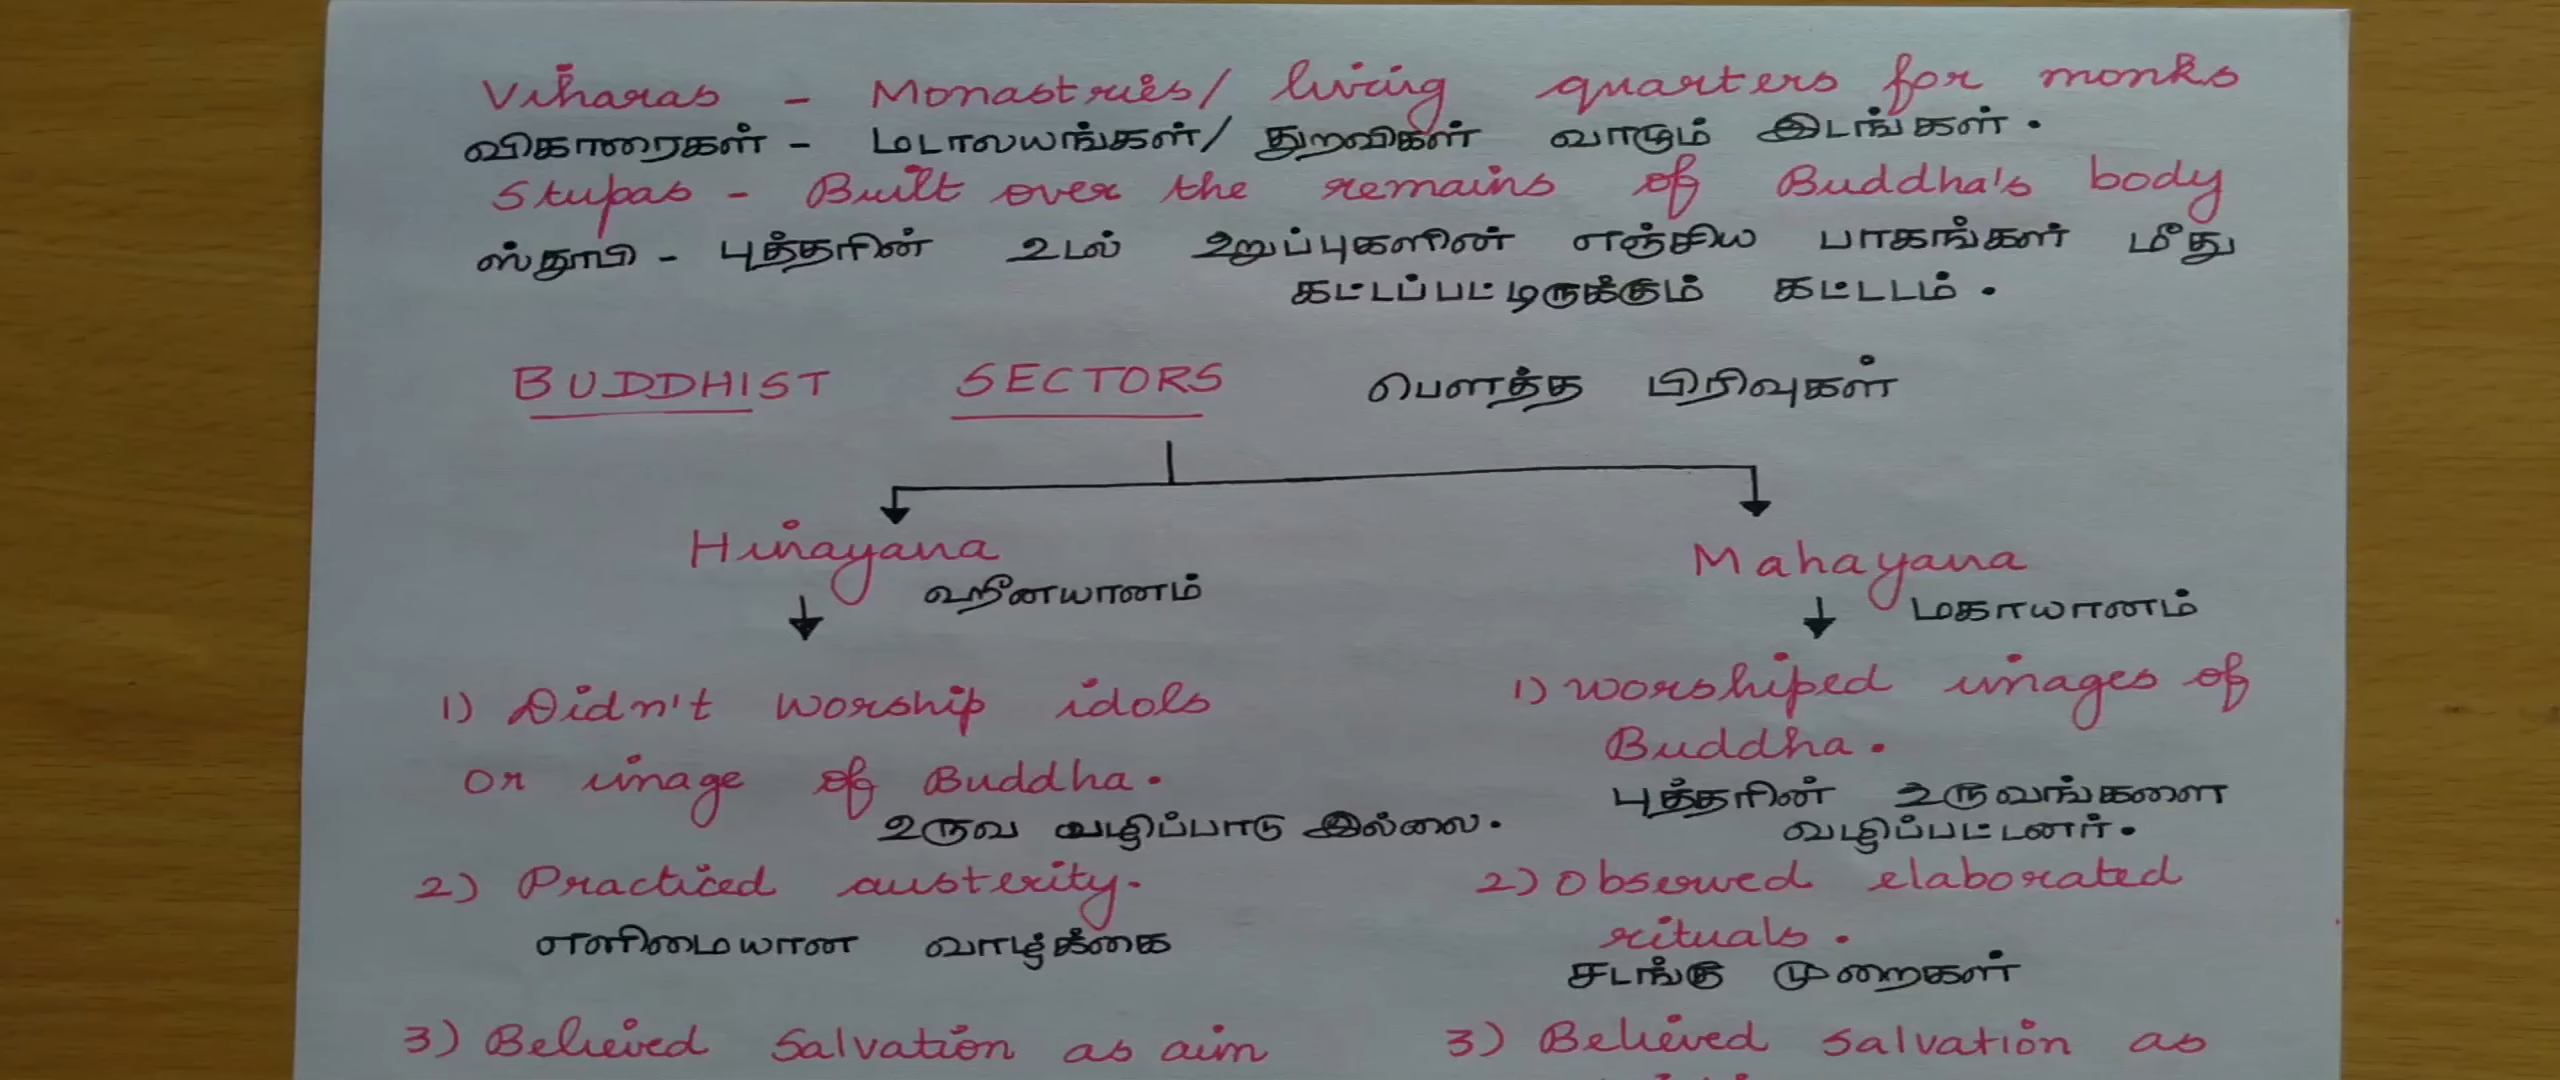 Viharas - Monastries/ living quarters for monks
விகாரைகள் - மடாலயங்கள்/ துறவிகள் வாழும் இடங்கள்.
Stupas - Built over the remains of Buddha's body
ஸ்தூபி - புத்தரின் உடல் உறுப்புகளின் எஞ்சிய பாகங்கள் மீது
கட்டப்பட்டிருக்கும் கட்டடம்.
BUDDHIST SECTORS பௌத்த பிரிவுகள்
Hinayana
ஹீனயானம்
Mahayana
மகாயானம்
1) Didn't worship idols
or image of Buddha.
உருவ வழிப்பாடு இல்லை.
2) Practiced austerity.
எளிமையான வாழ்க்கை
3) Believed Salvation as aim
1) worshiped images of
Buddha.
புத்தரின் உருவங்களை
வழிப்பட்டனர்.
2) Observed elaborated
rituals.
சடங்கு முறைகள்
3) Believed salvation as